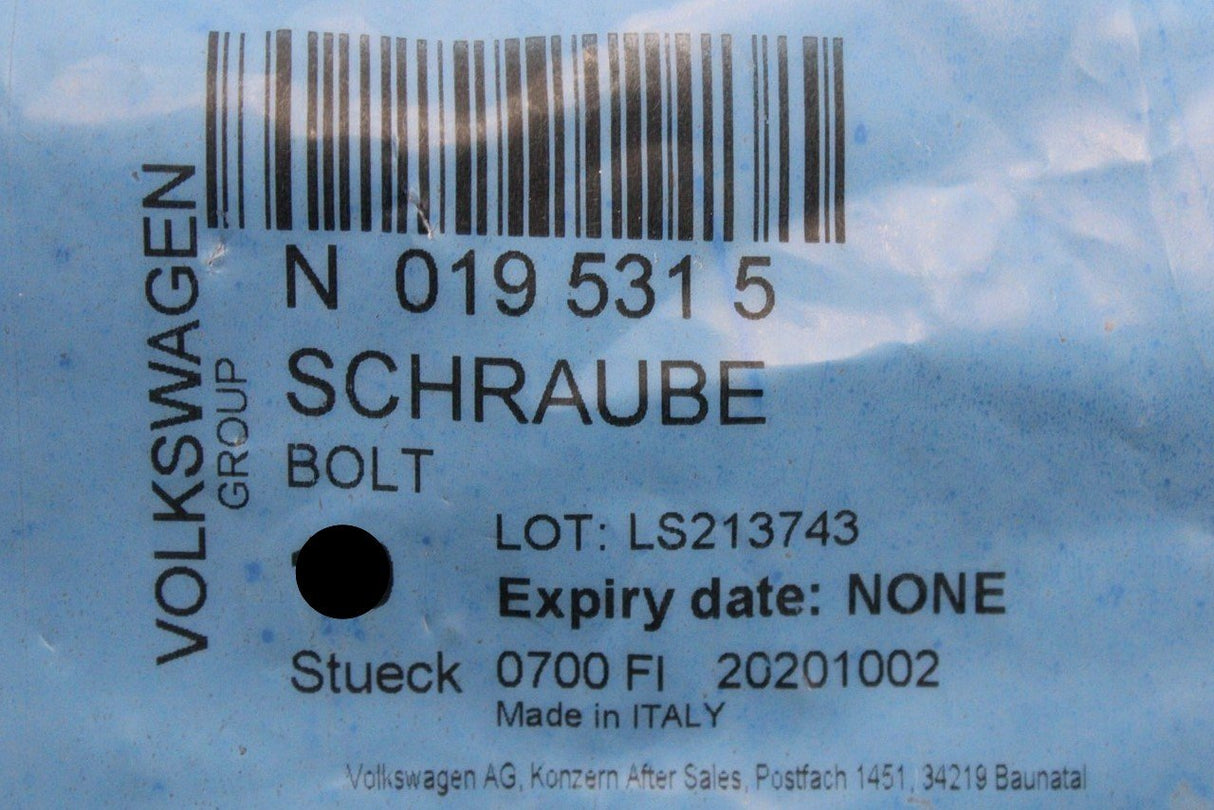 VOLKSWAGEN
GROUP
N 019 531 5
SCHRAUBE
BOLT
LOT: LS213743
Expiry date: NONE
Stueck 0700 FI 20201002
Made in ITALY
Volkswagen AG, Konzern After Sales, Postfach 1451, 34219 Baunatal